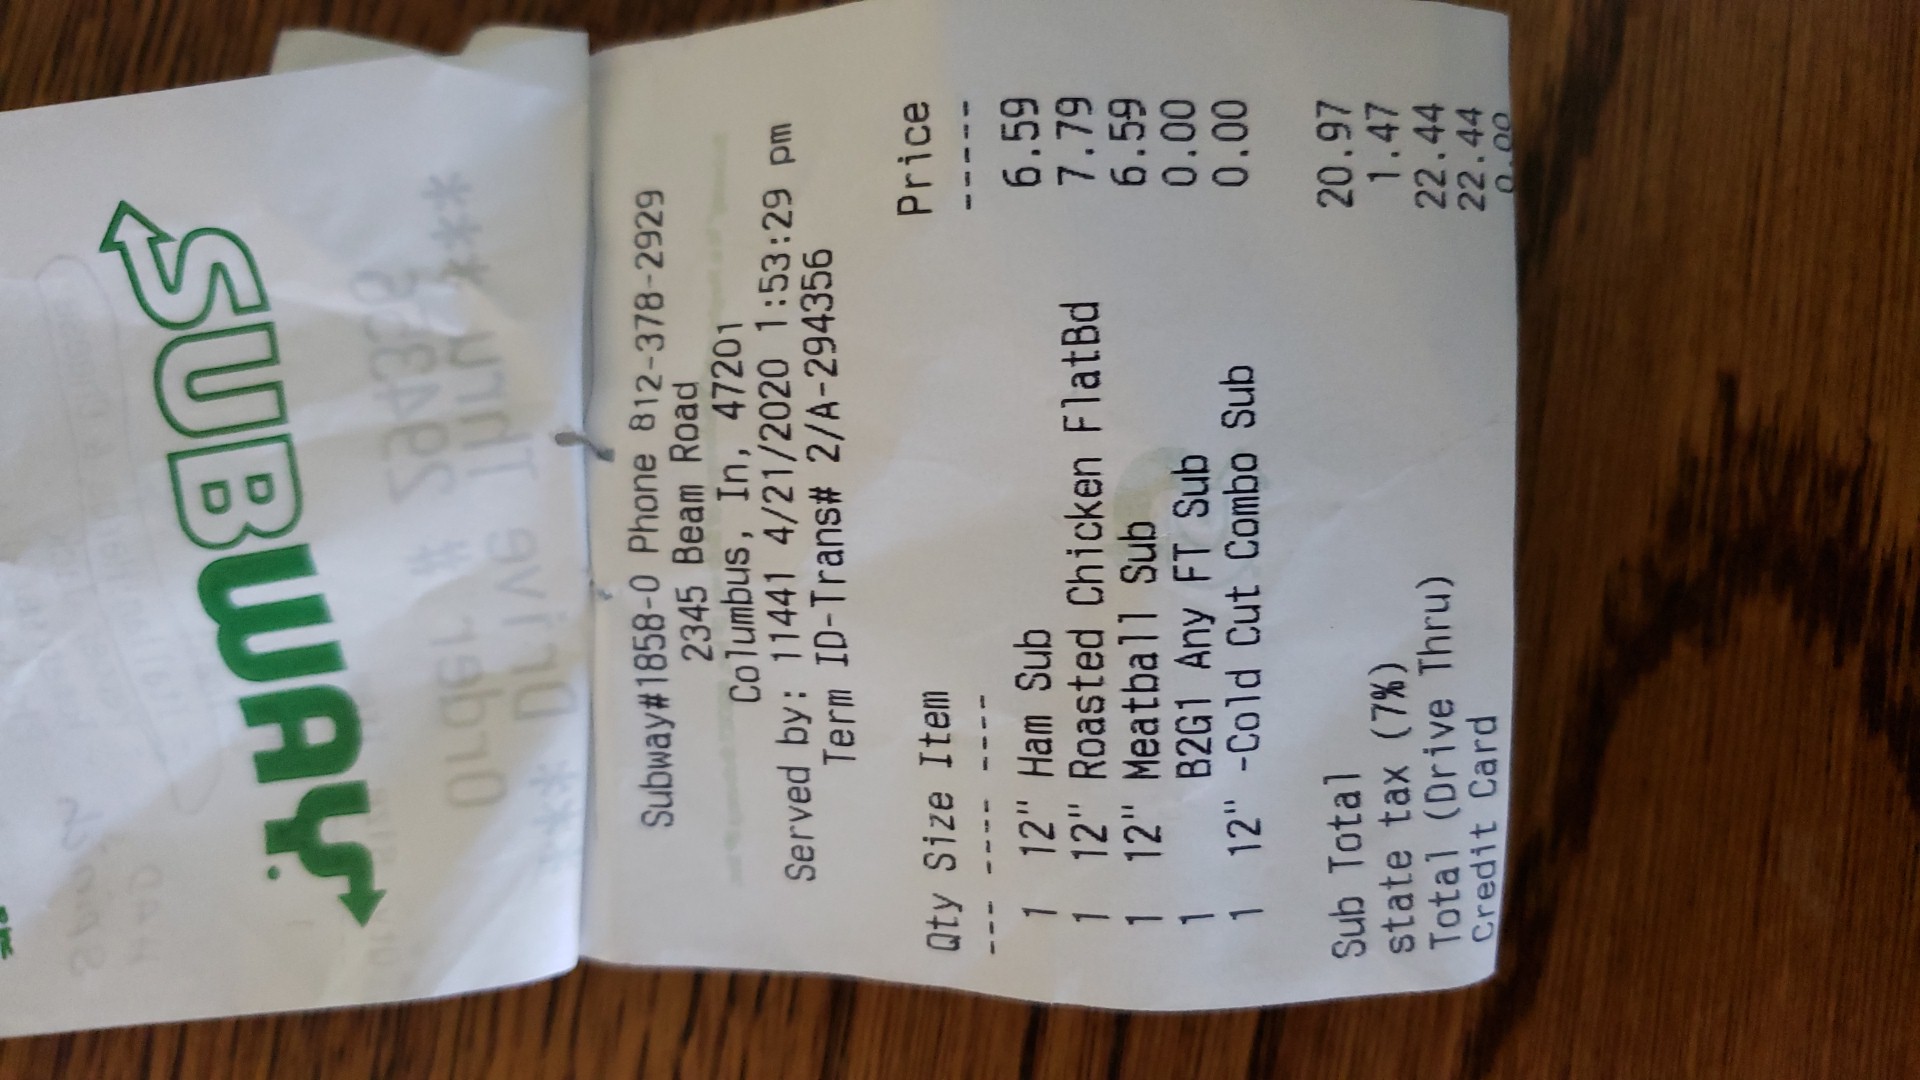 SUBWAY
Subway#1858-0 Phone 812-378-2929
2345 Beam Road
Columbus, In, 47201
Served by: 11441 4/21/2020 1:53:29 pm
Term ID-Trans# 2/A-294356
Qty Size Item Price
--- ---- ---- -----
1 12" Ham Sub 6.59
1 12" Roasted Chicken FlatBd 7.79
1 12" Meatball Sub 6.59
1 B2G1 Any FT Sub 0.00
1 12" -Cold Cut Combo Sub 0.00
Sub Total 20.97
state tax (7%) 1.47
Total (Drive Thru) 22.44
Credit Card 22.44
0.00